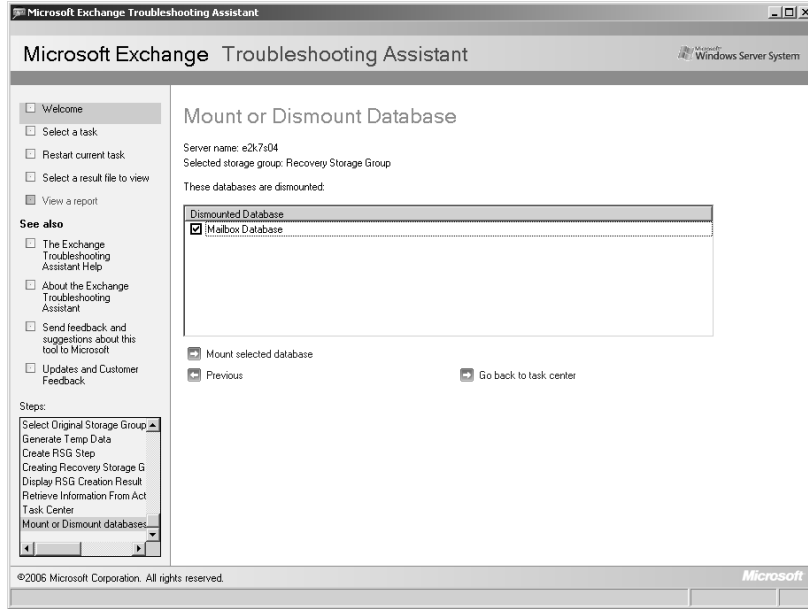 Microsoft Exchange Troubleshooting Assistant
Microsoft Exchange Troubleshooting Assistant
Microsoft
Windows Server System
Welcome
Select a task
Restart current task
Select a result file to view
View a report
See also
The Exchange
Troubleshooting
Assistant Help
About the Exchange
Troubleshooting
Assistant
Send feedback and
suggestions about this
tool to Microsoft
Updates and Customer
Feedback
Steps:
Select Original Storage Group
Generate Temp Data
Create RSG Step
Creating Recovery Storage G
Display RSG Creation Result
Retrieve Information From Act
Task Center
Mount or Dismount databases
Mount or Dismount Database
Server name: e2k7s04
Selected storage group: Recovery Storage Group
These databases are dismounted:
Dismounted Database
Mailbox Database
Mount selected database
Previous
Go back to task center
©2006 Microsoft Corporation. All rights reserved.
Microsoft